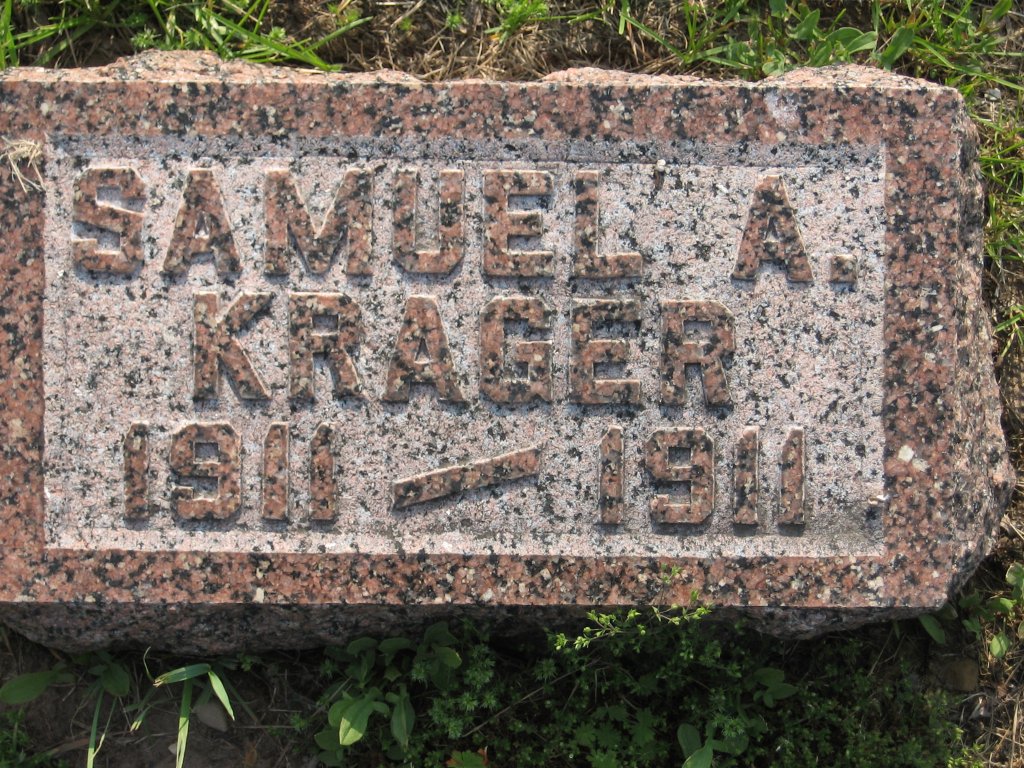 SAMUEL A.
KRAGER
1911 — 1911